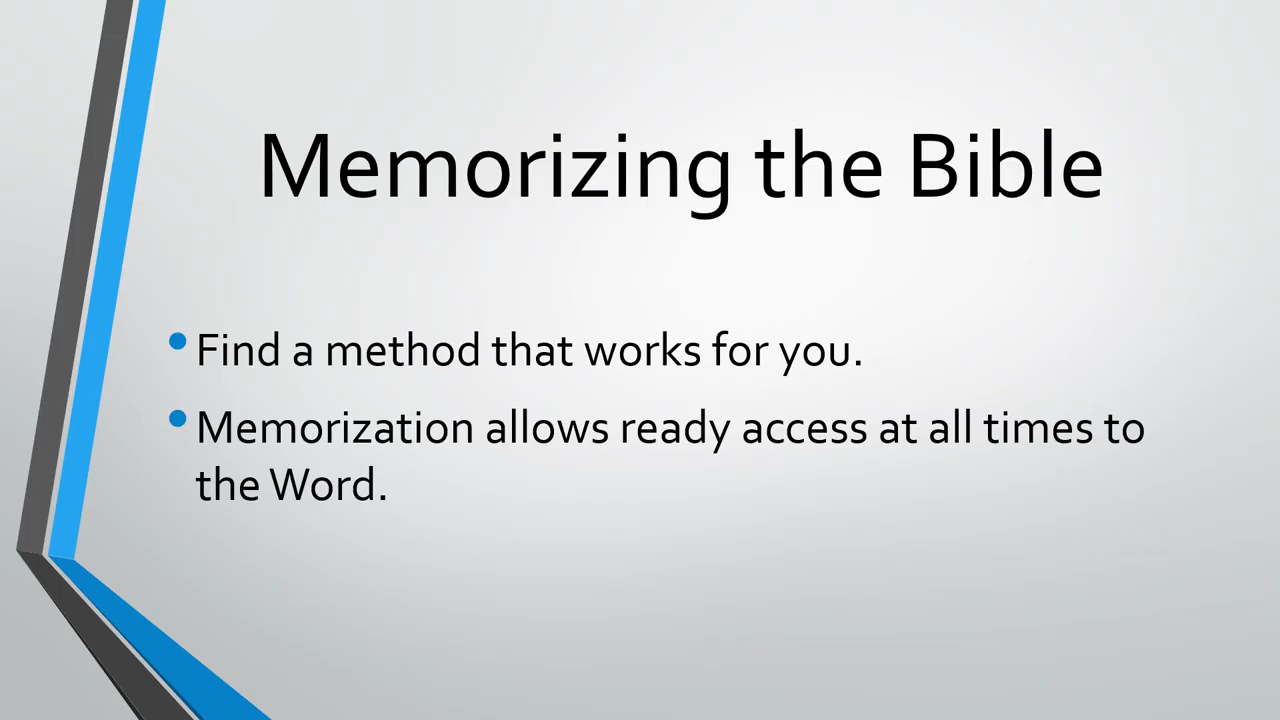 Memorizing the Bible
• Find a method that works for you.
• Memorization allows ready access at all times to
the Word.